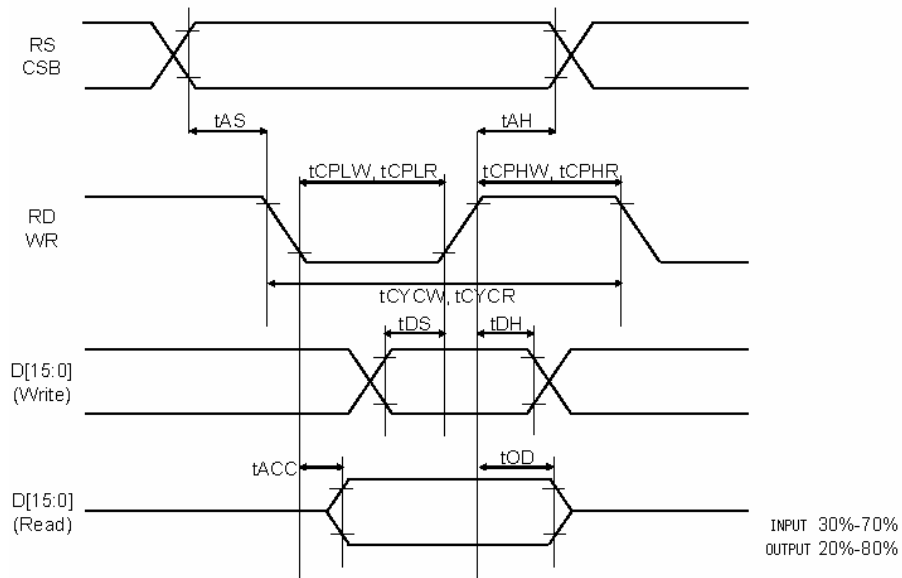 RS
CSB
tAS
tAH
tCPLW, tCPLR
tCPHW, tCPHR
RD
WR
tCYCW, tCYCR
tDS
tDH
D[15:0]
(Write)
tACC
tOD
D[15:0]
(Read)
INPUT 30%-70%
OUTPUT 20%-80%